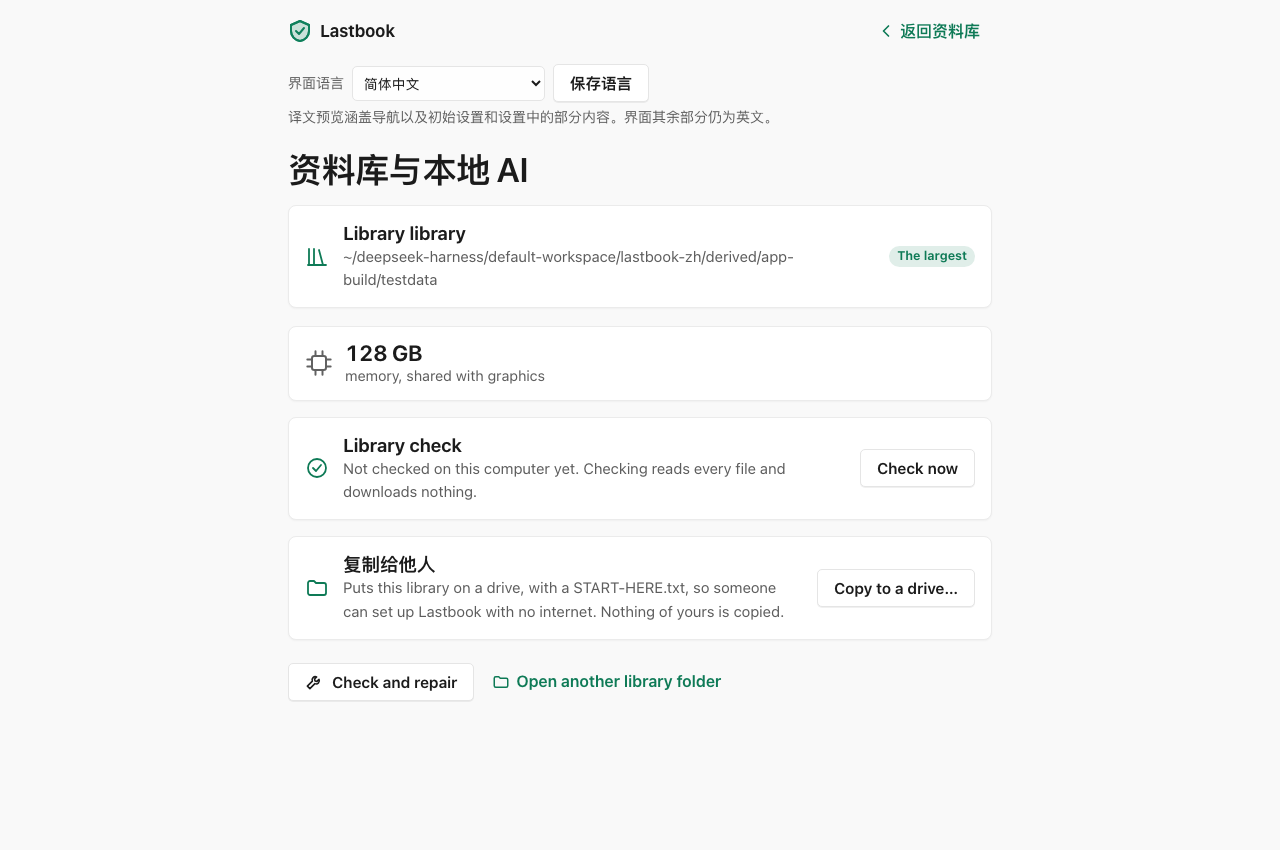 Lastbook
返回资料库
界面语言
简体中文
保存语言
译文预览涵盖导航以及初始设置和设置中的部分内容。界面其余部分仍为英文。
资料库与本地 AI
Library library
~/deepseek-harness/default-workspace/lastbook-zh/derived/app-
build/testdata
The largest
128 GB
memory, shared with graphics
Library check
Not checked on this computer yet. Checking reads every file and
downloads nothing.
Check now
复制给他人
Puts this library on a drive, with a START-HERE.txt, so someone
can set up Lastbook with no internet. Nothing of yours is copied.
Copy to a drive...
Check and repair
Open another library folder